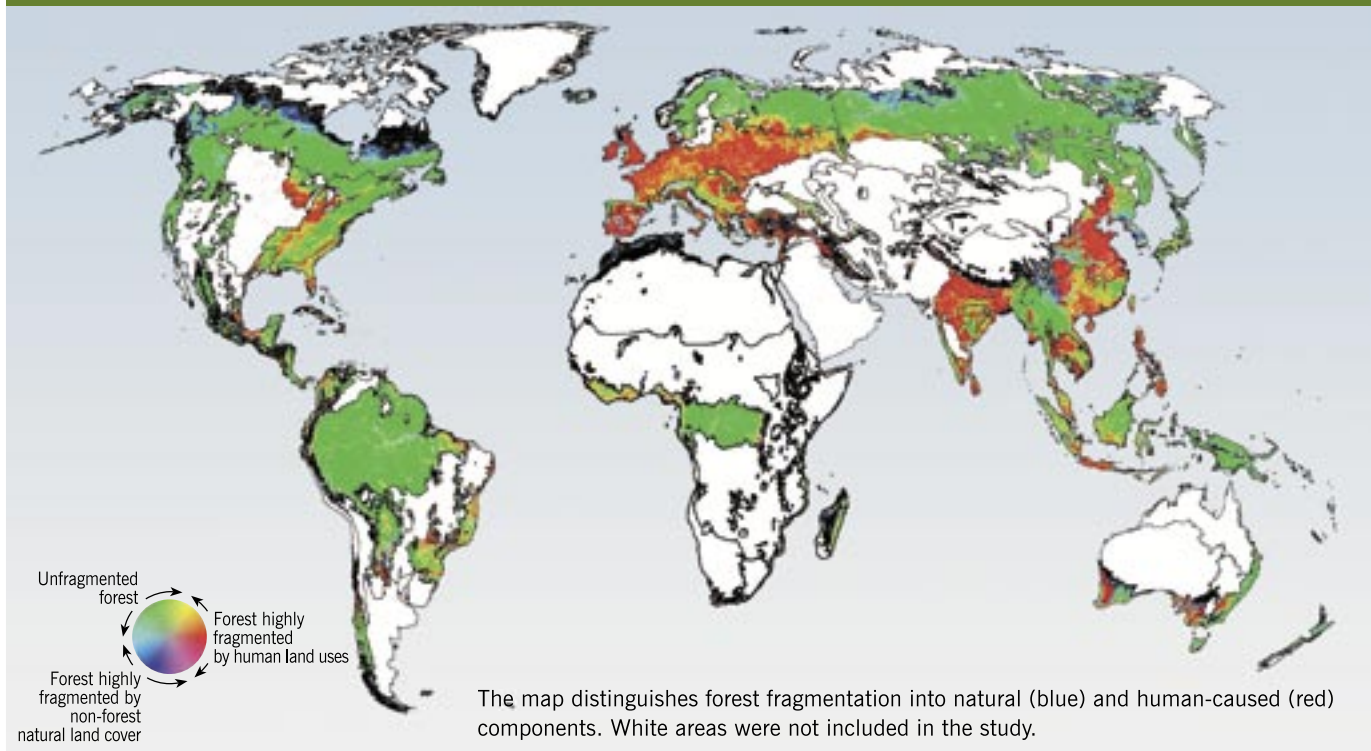 Unfragmented
forest
Forest highly
fragmented
by human land uses
Forest highly
fragmented by
non-forest
natural land cover
The map distinguishes forest fragmentation into natural (blue) and human-caused (red)
components. White areas were not included in the study.